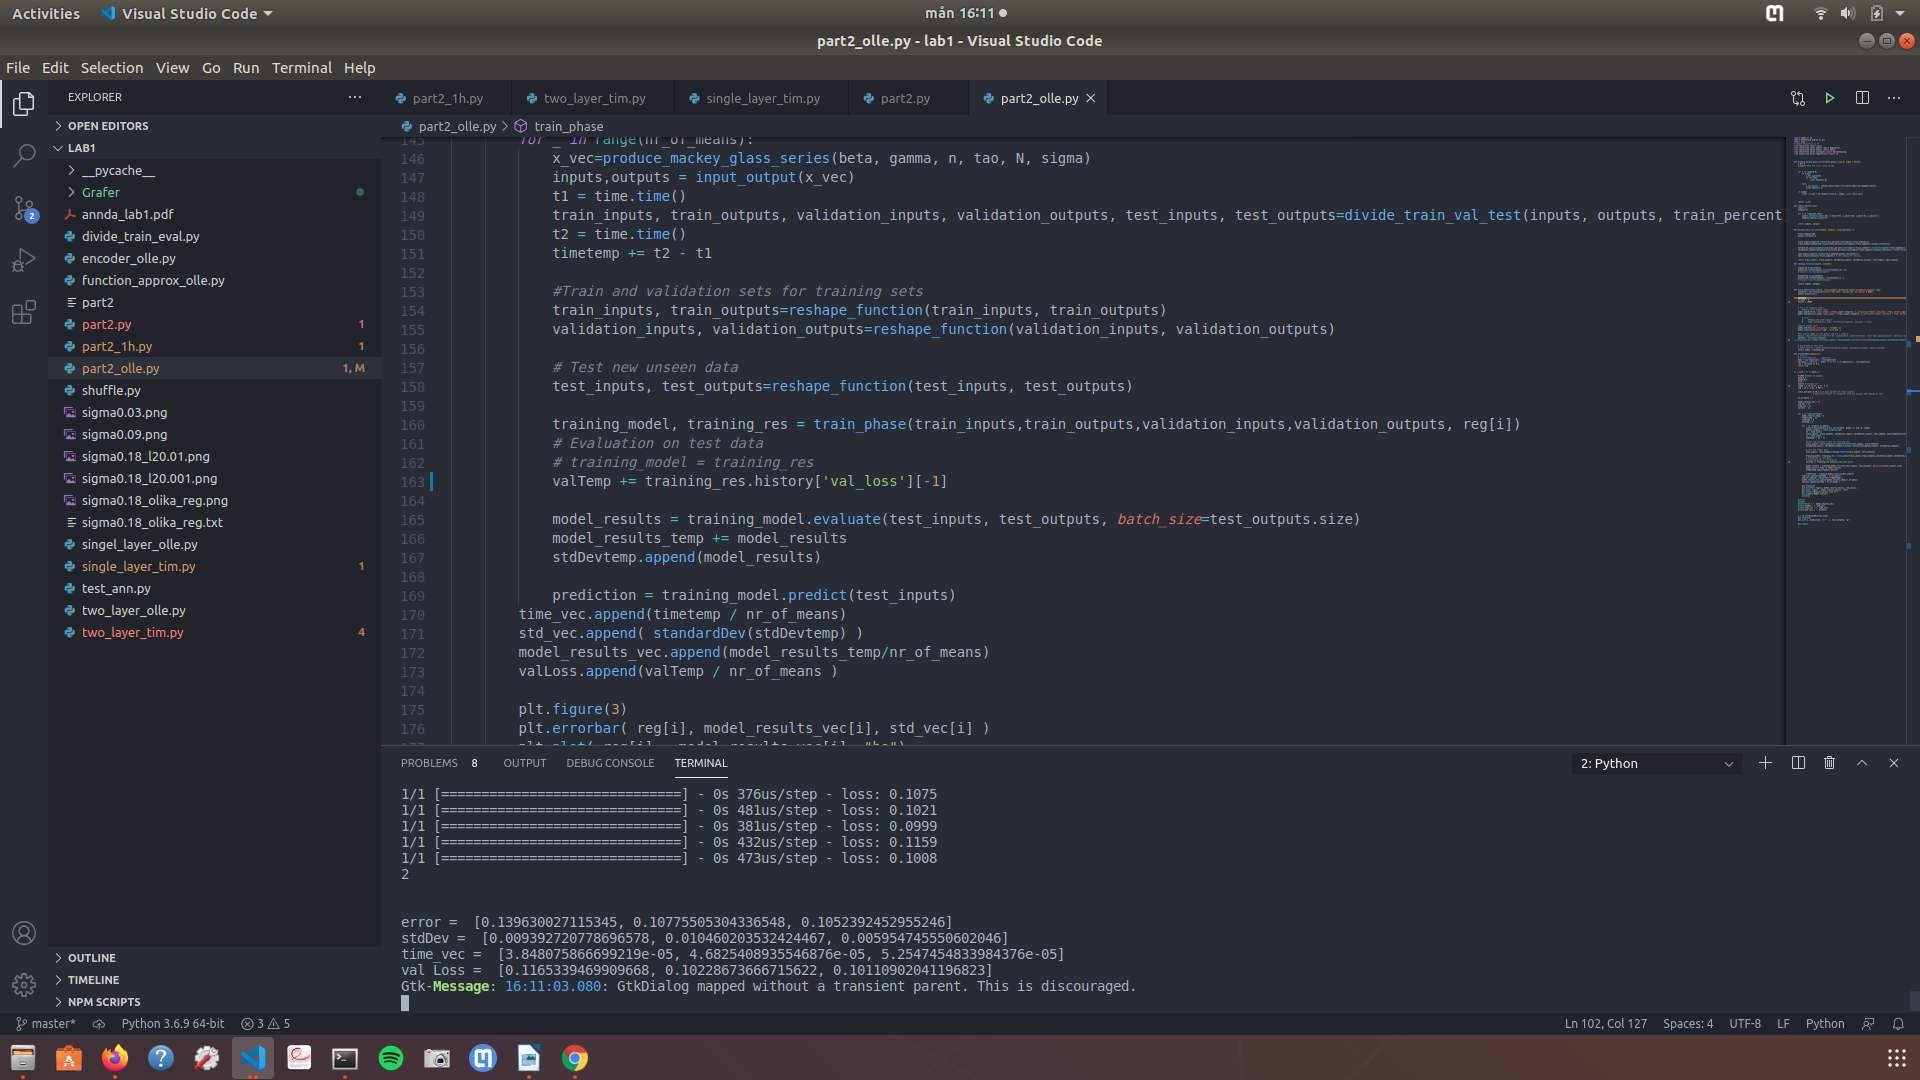 Activities
Visual Studio Code
mån 16:11
part2_olle.py - lab1 - Visual Studio Code
File Edit Selection View Go Run Terminal Help
EXPLORER
OPEN EDITORS
LAB1
__pycache__
Grafer
annda_lab1.pdf
divide_train_eval.py
encoder_olle.py
function_approx_olle.py
part2
part2.py 1
part2_1h.py 1
part2_olle.py 1, M
shuffle.py
sigma0.03.png
sigma0.09.png
sigma0.18_l20.01.png
sigma0.18_l20.001.png
sigma0.18_olika_reg.png
sigma0.18_olika_reg.txt
singel_layer_olle.py
single_layer_tim.py 1
test_ann.py
two_layer_olle.py
two_layer_tim.py 4
OUTLINE
TIMELINE
NPM SCRIPTS
2
part2_1h.py two_layer_tim.py single_layer_tim.py part2.py part2_olle.py
part2_olle.py > train_phase
145 for _ in range(nr_of_means):
146 x_vec=produce_mackey_glass_series(beta, gamma, n, tao, N, sigma)
147 inputs,outputs = input_output(x_vec)
148 t1 = time.time()
149 train_inputs, train_outputs, validation_inputs, validation_outputs, test_inputs, test_outputs=divide_train_val_test(inputs, outputs, train_percent
150 t2 = time.time()
151 timetemp += t2 - t1
152
153 #Train and validation sets for training sets
154 train_inputs, train_outputs=reshape_function(train_inputs, train_outputs)
155 validation_inputs, validation_outputs=reshape_function(validation_inputs, validation_outputs)
156
157 # Test new unseen data
158 test_inputs, test_outputs=reshape_function(test_inputs, test_outputs)
159
160 training_model, training_res = train_phase(train_inputs,train_outputs,validation_inputs,validation_outputs, reg[i])
161 # Evaluation on test data
162 # training_model = training_res
163 valTemp += training_res.history['val_loss'][-1]
164
165 model_results = training_model.evaluate(test_inputs, test_outputs, batch_size=test_outputs.size)
166 model_results_temp += model_results
167 stdDevtemp.append(model_results)
168
169 prediction = training_model.predict(test_inputs)
170 time_vec.append(timetemp / nr_of_means)
171 std_vec.append( standardDev(stdDevtemp) )
172 model_results_vec.append(model_results_temp/nr_of_means)
173 valLoss.append(valTemp / nr_of_means )
174
175 plt.figure(3)
176 plt.errorbar( reg[i], model_results_vec[i], std_vec[i] )
PROBLEMS 8 OUTPUT DEBUG CONSOLE TERMINAL
2: Python
1/1 [==============================] - 0s 376us/step - loss: 0.1075
1/1 [==============================] - 0s 481us/step - loss: 0.1021
1/1 [==============================] - 0s 381us/step - loss: 0.0999
1/1 [==============================] - 0s 432us/step - loss: 0.1159
1/1 [==============================] - 0s 473us/step - loss: 0.1008
2
error =  [0.139630027115345, 0.10775505304336548, 0.1052392452955246]
stdDev =  [0.009392720778696578, 0.010460203532424467, 0.005954745550602046]
time_vec =  [3.848075866699219e-05, 4.6825408935546876e-05, 5.2547454833984376e-05]
val Loss =  [0.1165339469909668, 0.10228673666715622, 0.10110902041196823]
Gtk-Message: 16:11:03.080: GtkDialog mapped without a transient parent. This is discouraged.
master* Python 3.6.9 64-bit 3 5
Ln 102, Col 127 Spaces: 4 UTF-8 LF Python